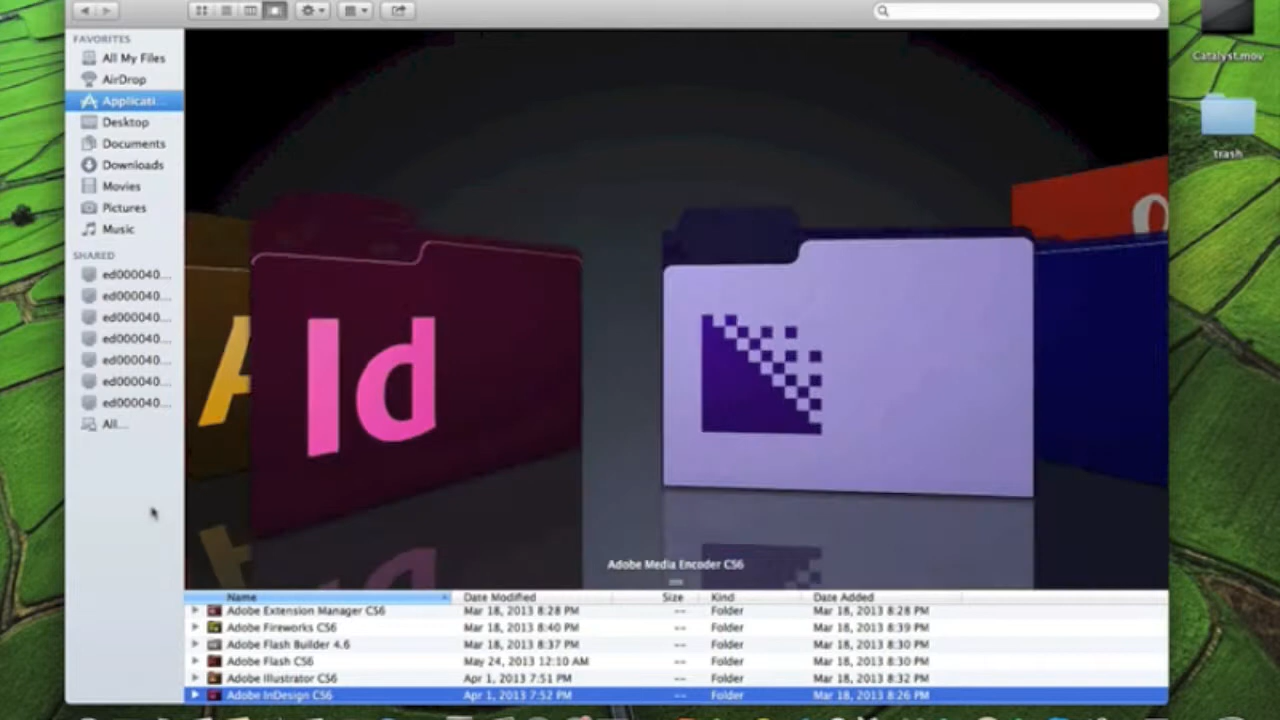 Catalyst.mov
trash
FAVORITES
All My Files
AirDrop
Applicati...
Desktop
Documents
Downloads
Movies
Pictures
Music
SHARED
ed000040...
ed000040...
ed000040...
ed000040...
ed000040...
ed000040...
ed000040...
All...
A
Id
O
Adobe Media Encoder CS6
Name Date Modified Size Kind Date Added
Adobe Extension Manager CS6 Mar 18, 2013 8:28 PM -- Folder Mar 18, 2013 8:28 PM
Adobe Fireworks CS6 Mar 18, 2013 8:40 PM -- Folder Mar 18, 2013 8:39 PM
Adobe Flash Builder 4.6 Mar 18, 2013 8:37 PM -- Folder Mar 18, 2013 8:30 PM
Adobe Flash CS6 May 24, 2013 12:10 AM -- Folder Mar 18, 2013 8:30 PM
Adobe Illustrator CS6 Apr 1, 2013 7:51 PM -- Folder Mar 18, 2013 8:32 PM
Adobe InDesign CS6 Apr 1, 2013 7:52 PM -- Folder Mar 18, 2013 8:26 PM